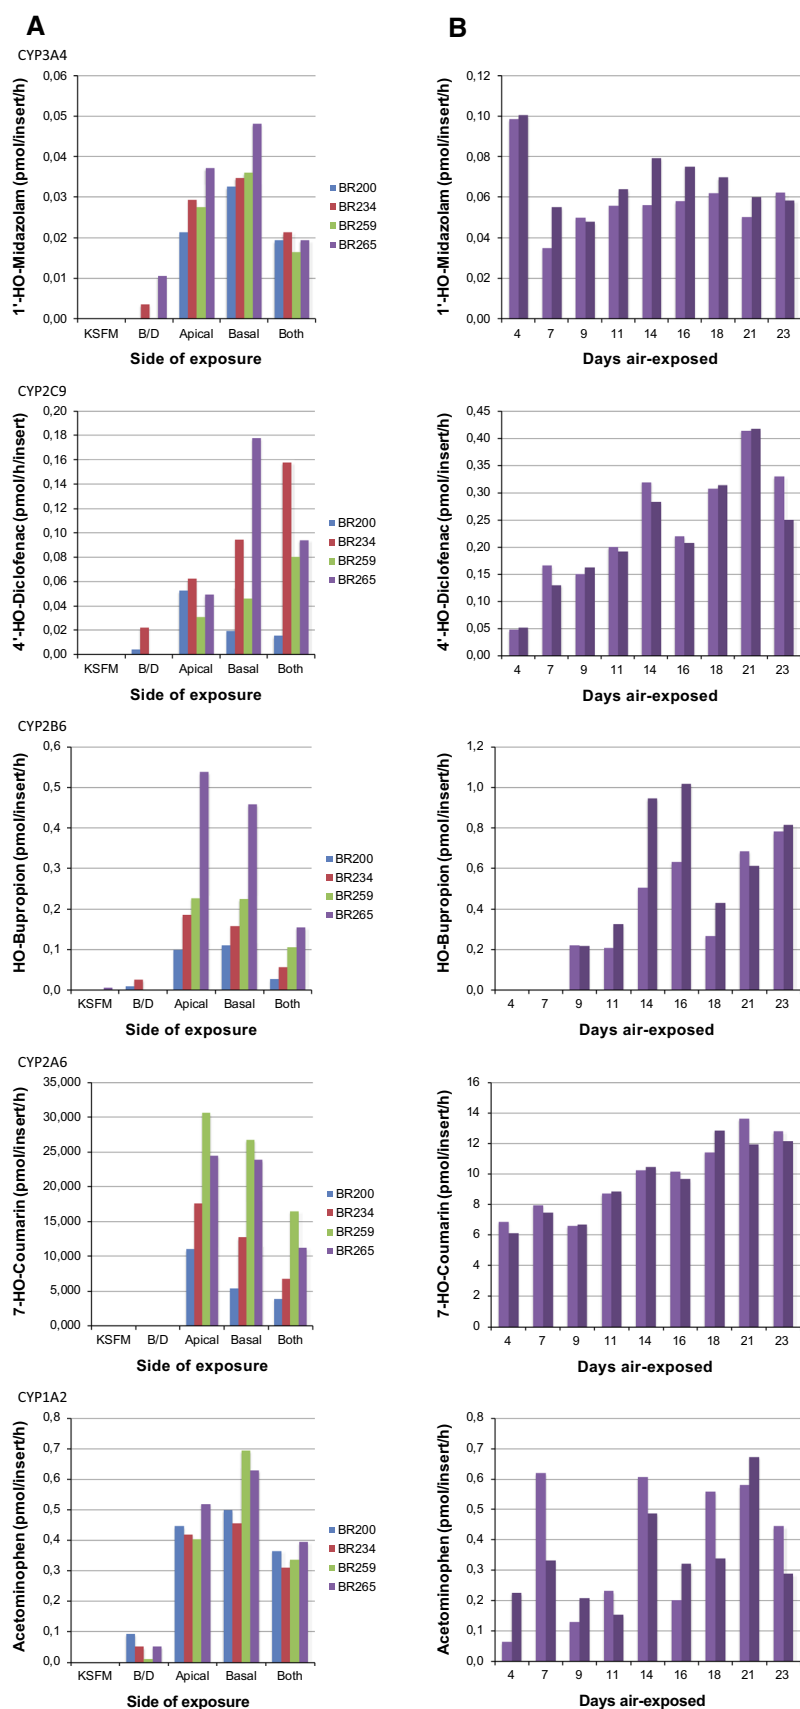 A
B
CYP3A4
1'-HO-Midazolam (pmol/insert/h)
0,06
0,05
0,04
0,03
0,02
0,01
0,00
KSFM B/D Apical Basal Both
Side of exposure
BR200
BR234
BR259
BR265
0,12
0,10
0,08
0,06
0,04
0,02
0,00
4 7 9 11 14 16 18 21 23
Days air-exposed
CYP2C9
4'-HO-Diclofenac (pmol/h/insert)
0,20
0,18
0,16
0,14
0,12
0,10
0,08
0,06
0,04
0,02
0,00
KSFM B/D Apical Basal Both
Side of exposure
BR200
BR234
BR259
BR265
4'-HO-Diclofenac (pmol/insert/h)
0,45
0,40
0,35
0,30
0,25
0,20
0,15
0,10
0,05
0,00
4 7 9 11 14 16 18 21 23
Days air-exposed
CYP2B6
HO-Bupropion (pmol/insert/h)
0,6
0,5
0,4
0,3
0,2
0,1
0,0
KSFM B/D Apical Basal Both
Side of exposure
BR200
BR234
BR259
BR265
HO-Bupropion (pmol/insert/h)
1,2
1,0
0,8
0,6
0,4
0,2
0,0
4 7 9 11 14 16 18 21 23
Days air-exposed
CYP2A6
7-HO-Coumarin (pmol/insert/h)
35,000
30,000
25,000
20,000
15,000
10,000
5,000
0,000
KSFM B/D Apical Basal Both
Side of exposure
BR200
BR234
BR259
BR265
7-HO-Coumarin (pmol/insert/h)
16
14
12
10
8
6
4
2
0
4 7 9 11 14 16 18 21 23
Days air-exposed
CYP1A2
Acetominophen (pmol/insert/h)
0,8
0,7
0,6
0,5
0,4
0,3
0,2
0,1
0,0
KSFM B/D Apical Basal Both
Side of exposure
BR200
BR234
BR259
BR265
Acetominophen (pmol/insert/h)
0,8
0,7
0,6
0,5
0,4
0,3
0,2
0,1
0,0
4 7 9 11 14 16 18 21 23
Days air-exposed
1'-HO-Midazolam (pmol/insert/h)